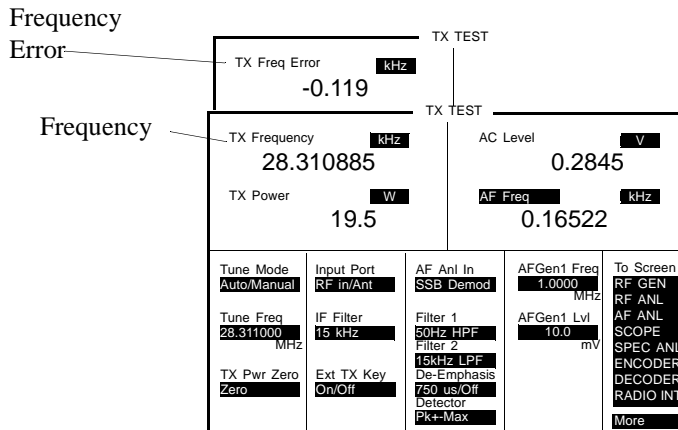 Frequency
Error
TX TEST
TX Freq Error kHz
-0.119
Frequency
TX TEST
TX Frequency kHz
28.310885
AC Level V
0.2845
TX Power W
19.5
AF Freq kHz
0.16522
Tune Mode
Auto/Manual
Tune Freq
28.311000
MHz
TX Pwr Zero
Zero
Input Port
RF in/Ant
IF Filter
15 kHz
Ext TX Key
On/Off
AF Anl In
SSB Demod
Filter 1
50Hz HPF
Filter 2
15kHz LPF
De-Emphasis
750 us/Off
Detector
Pk+-Max
AFGen1 Freq
1.0000
MHz
AFGen1 Lvl
10.0
mV
To Screen
RF GEN
RF ANL
AF ANL
SCOPE
SPEC ANL
ENCODER
DECODER
RADIO INT
More